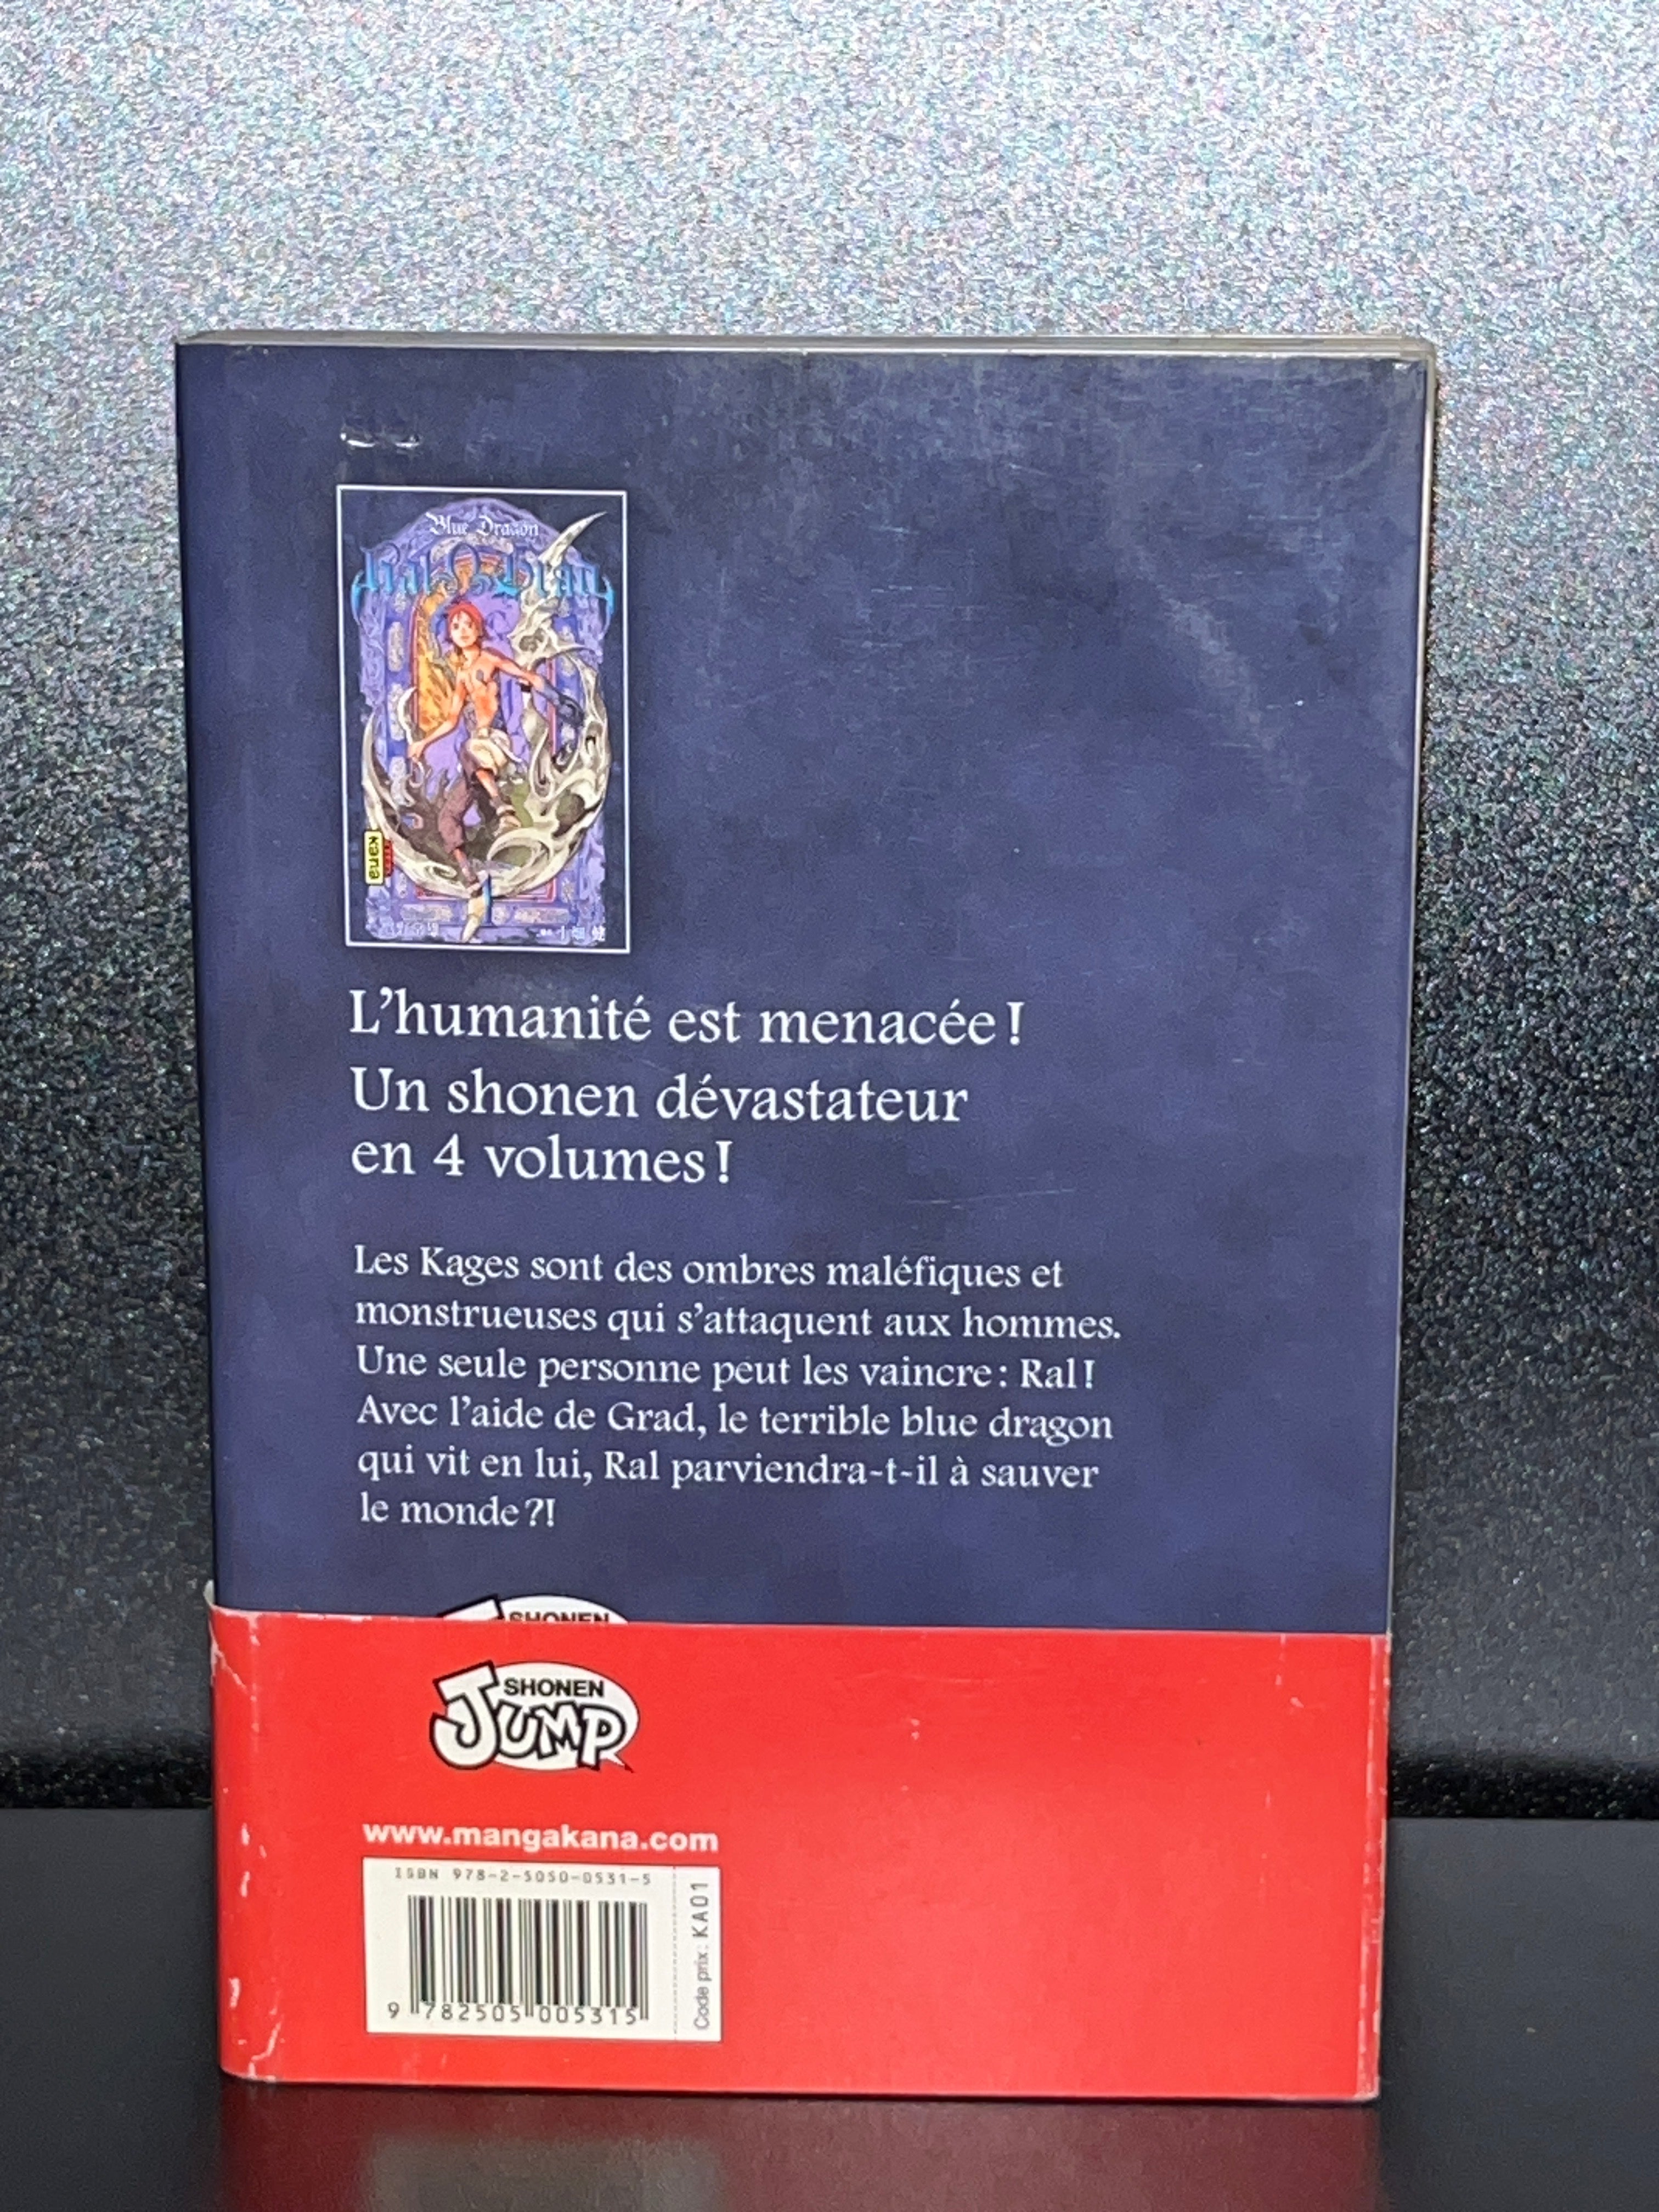 Blue Dragon
Ral Ω Grad
KANA
L'humanité est menacée !
Un shonen dévastateur
en 4 volumes !
Les Kages sont des ombres maléfiques et
monstrueuses qui s'attaquent aux hommes.
Une seule personne peut les vaincre : Ral !
Avec l'aide de Grad, le terrible blue dragon
qui vit en lui, Ral parviendra-t-il à sauver
le monde ?!
SHONEN
SHONEN
JUMP
www.mangakana.com
ISBN 978-2-5050-0531-5
9 782505 005315
Code prix : KA01